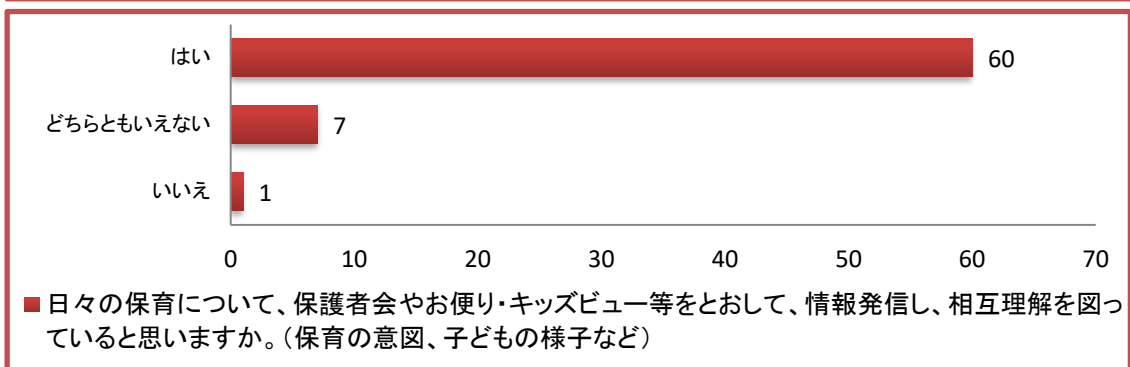 はい
60
どちらともいえない
7
いいえ
1
0 10 20 30 40 50 60 70
日々の保育について、保護者会やお便り・キッズビュー等をとおして、情報発信し、相互理解を図っ
ていると思いますか。（保育の意図、子どもの様子など）